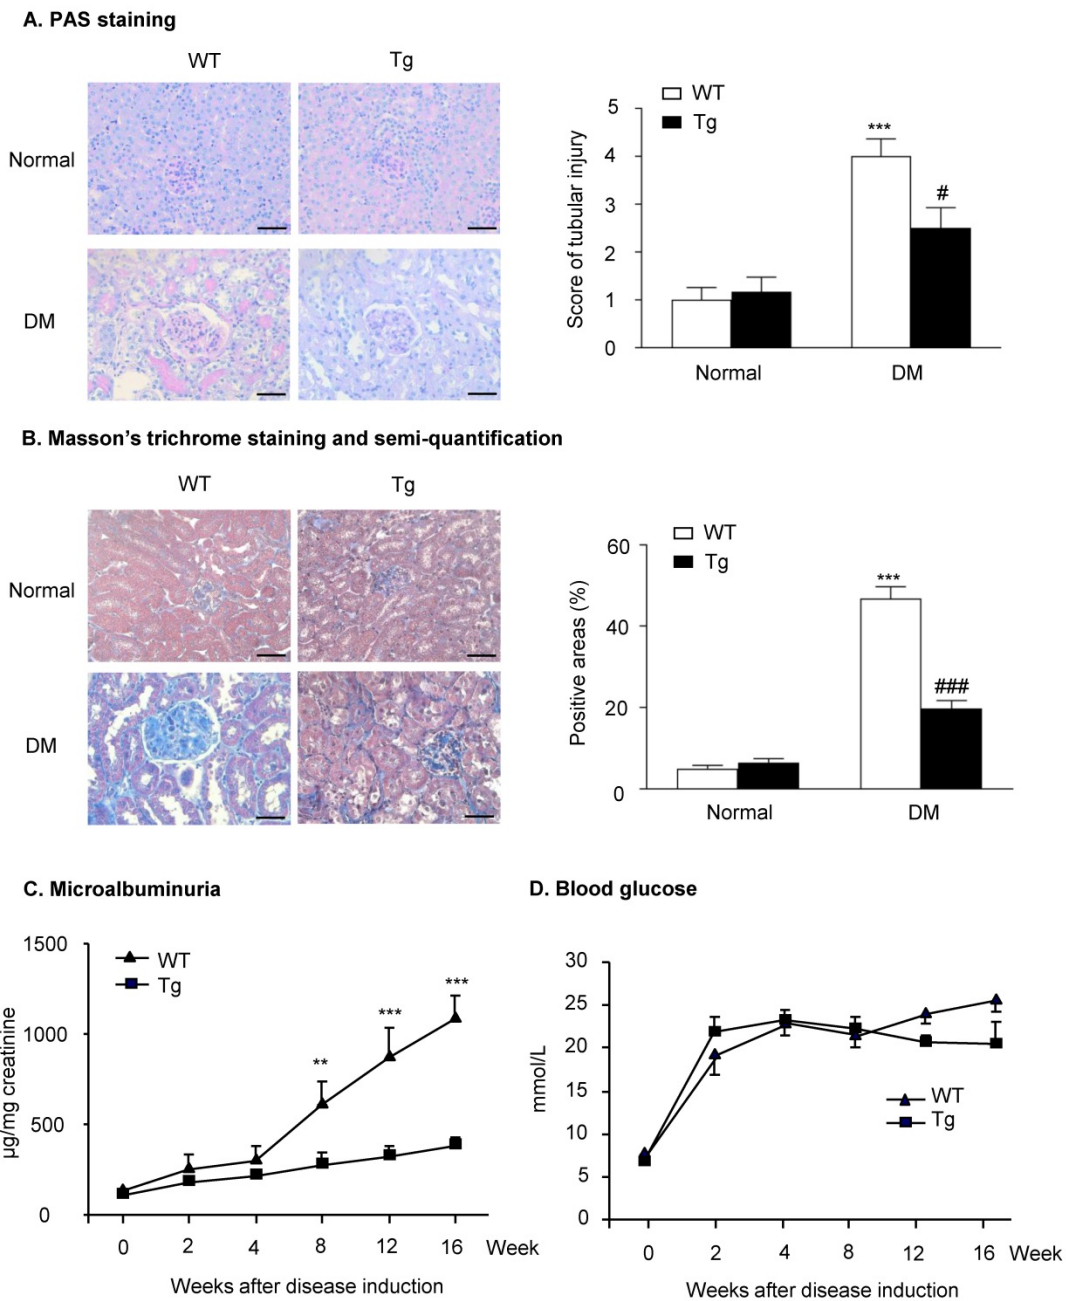 A. PAS staining
WT
Tg
Normal
DM
WT
Tg
Score of tubular injury
5
4
3
2
1
0
***
#
Normal
DM
B. Masson's trichrome staining and semi-quantification
WT
Tg
Normal
DM
WT
Tg
Positive areas (%)
60
40
20
0
***
###
Normal
DM
C. Microalbuminuria
WT
Tg
µg/mg creatinine
1500
1000
500
0
**
***
***
0 2 4 8 12 16 Week
Weeks after disease induction
D. Blood glucose
mmol/L
30
25
20
15
10
5
0
WT
Tg
0 2 4 8 12 16 Week
Weeks after disease induction